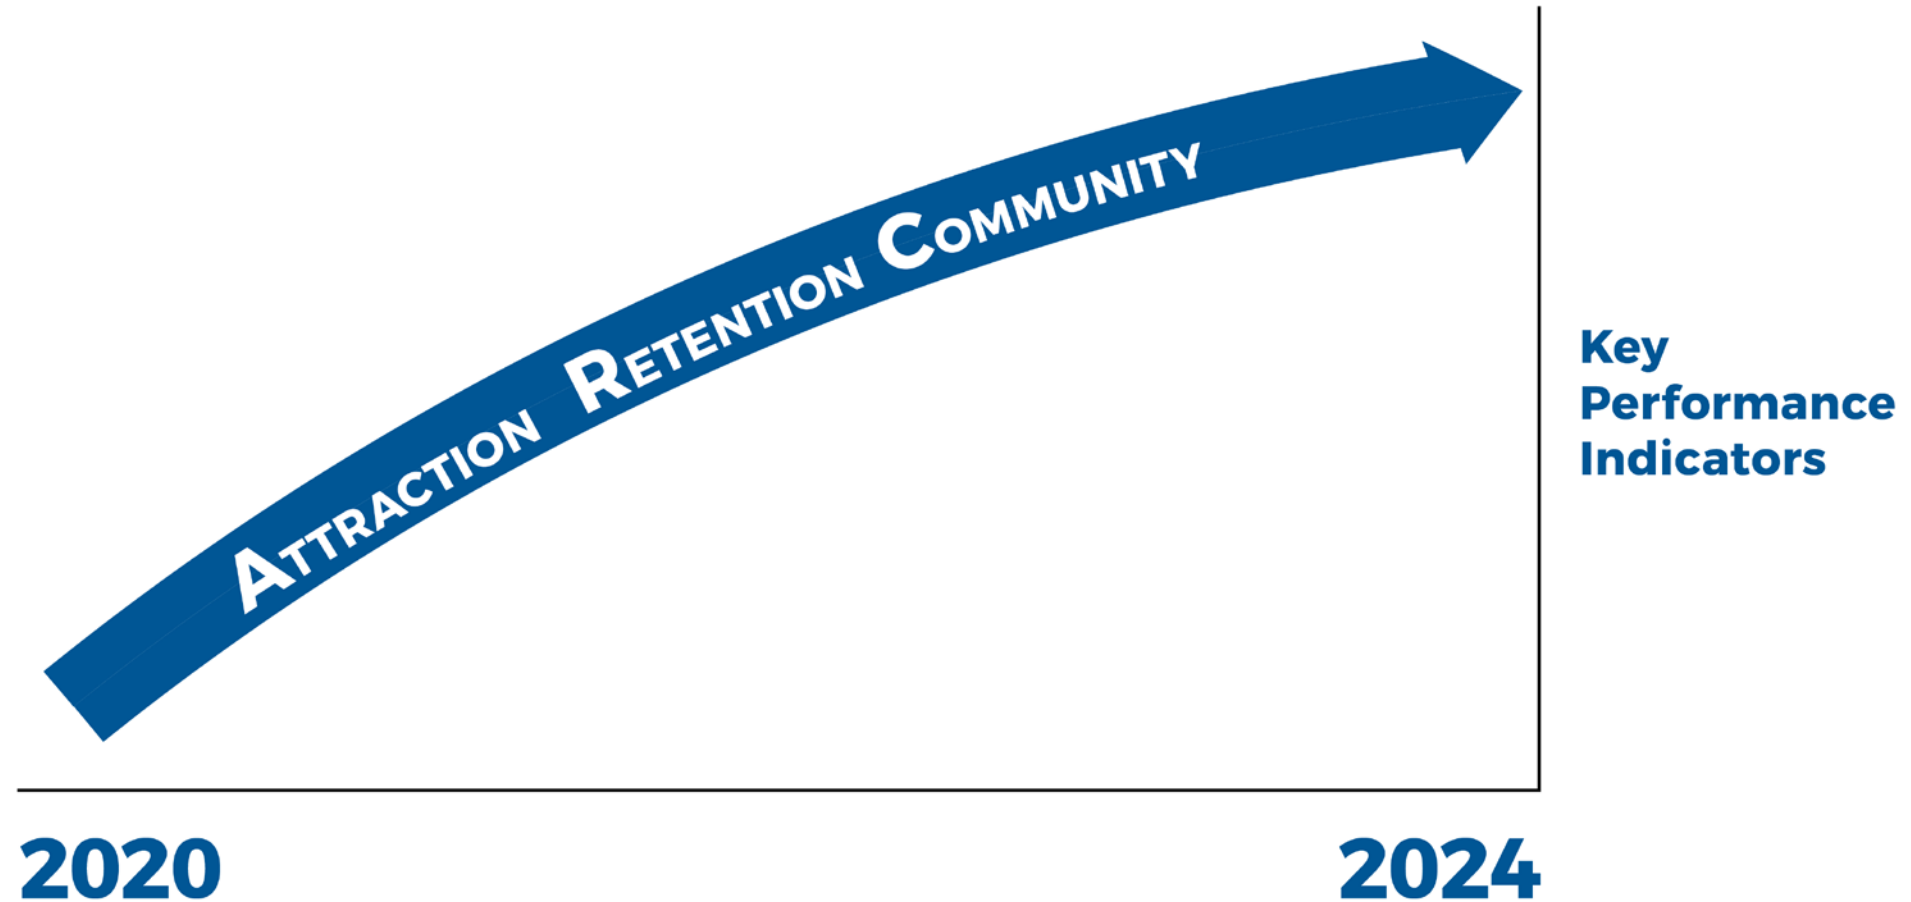 ATTRACTION RETENTION COMMUNITY
Key
Performance
Indicators
2020
2024